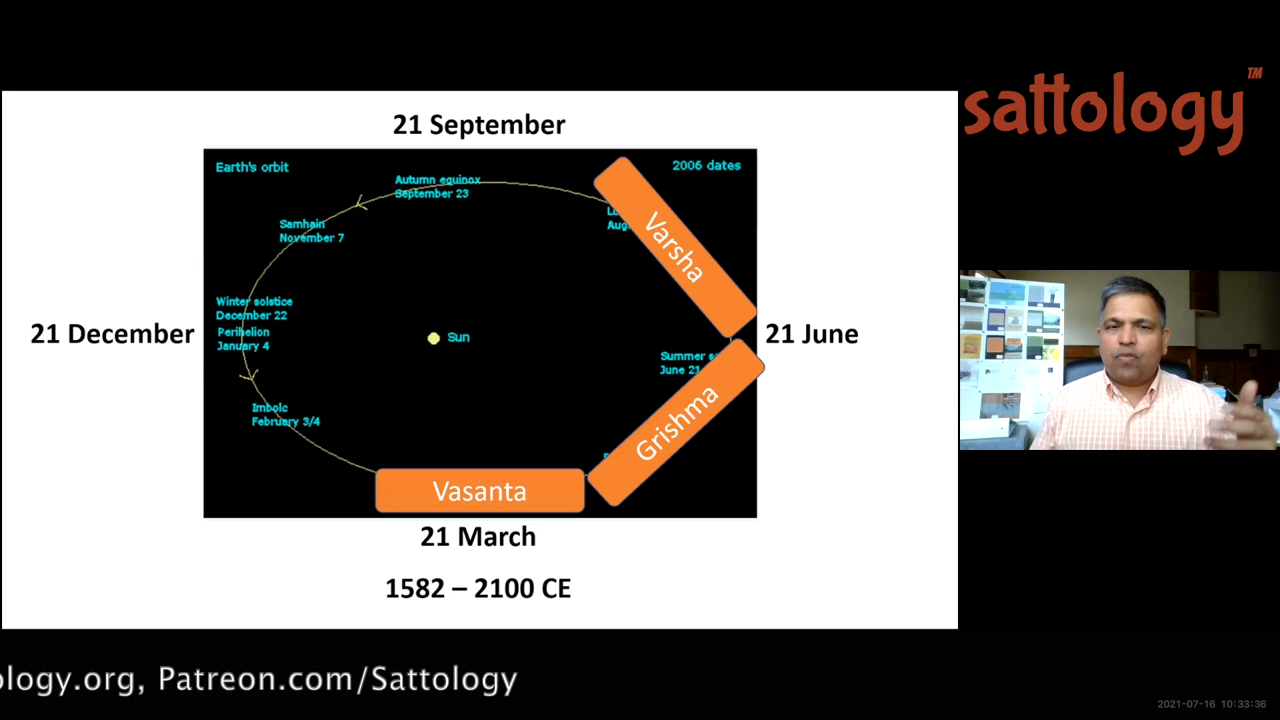 sattology™
21 September
Earth's orbit
2006 dates
Autumn equinox
September 23
Samhain
November 7
Varsha
Winter solstice
December 22
Perihelion
January 4
21 December
Sun
21 June
Summer
June 21
Grishma
Imbolc
February 3/4
Vasanta
21 March
1582 – 2100 CE
ology.org, Patreon.com/Sattology
2021-07-16 10:33:36